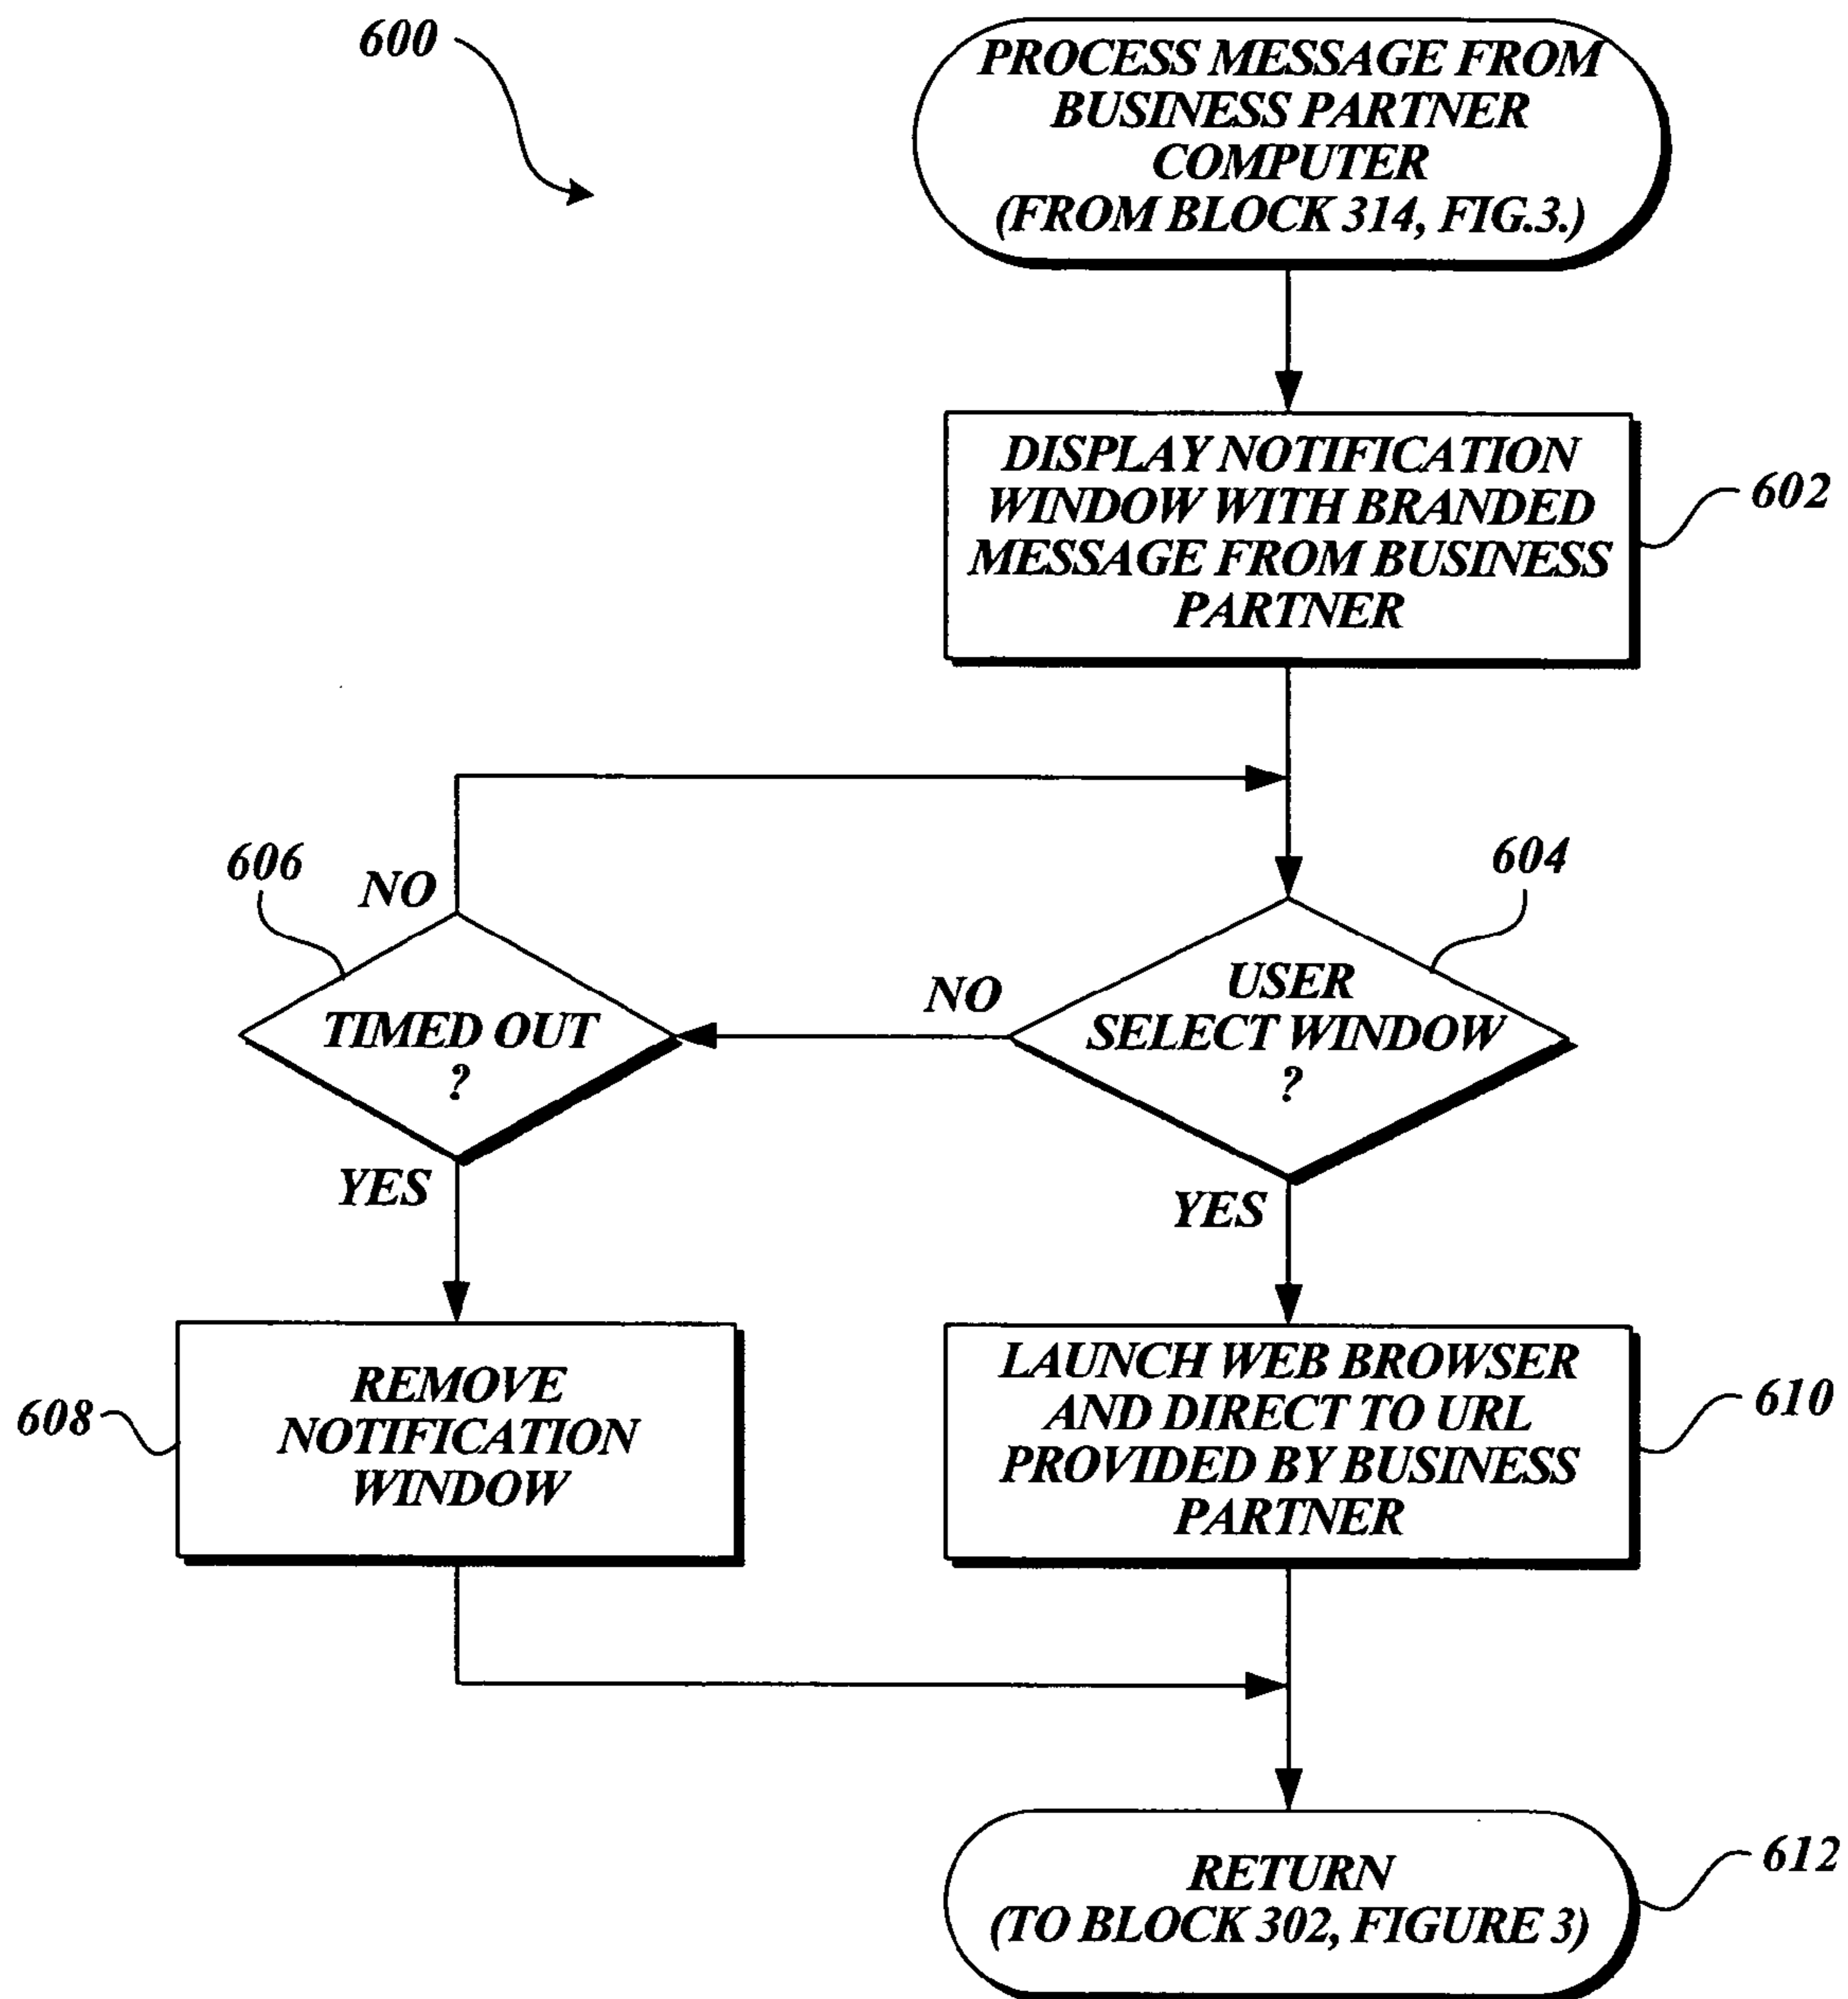 600
PROCESS MESSAGE FROM
BUSINESS PARTNER
COMPUTER
(FROM BLOCK 314, FIG.3.)
DISPLAY NOTIFICATION
WINDOW WITH BRANDED
MESSAGE FROM BUSINESS
PARTNER
602
606
NO
604
USER
SELECT WINDOW
?
NO
TIMED OUT
?
YES
YES
608
REMOVE
NOTIFICATION
WINDOW
LAUNCH WEB BROWSER
AND DIRECT TO URL
PROVIDED BY BUSINESS
PARTNER
610
RETURN
(TO BLOCK 302, FIGURE 3)
612